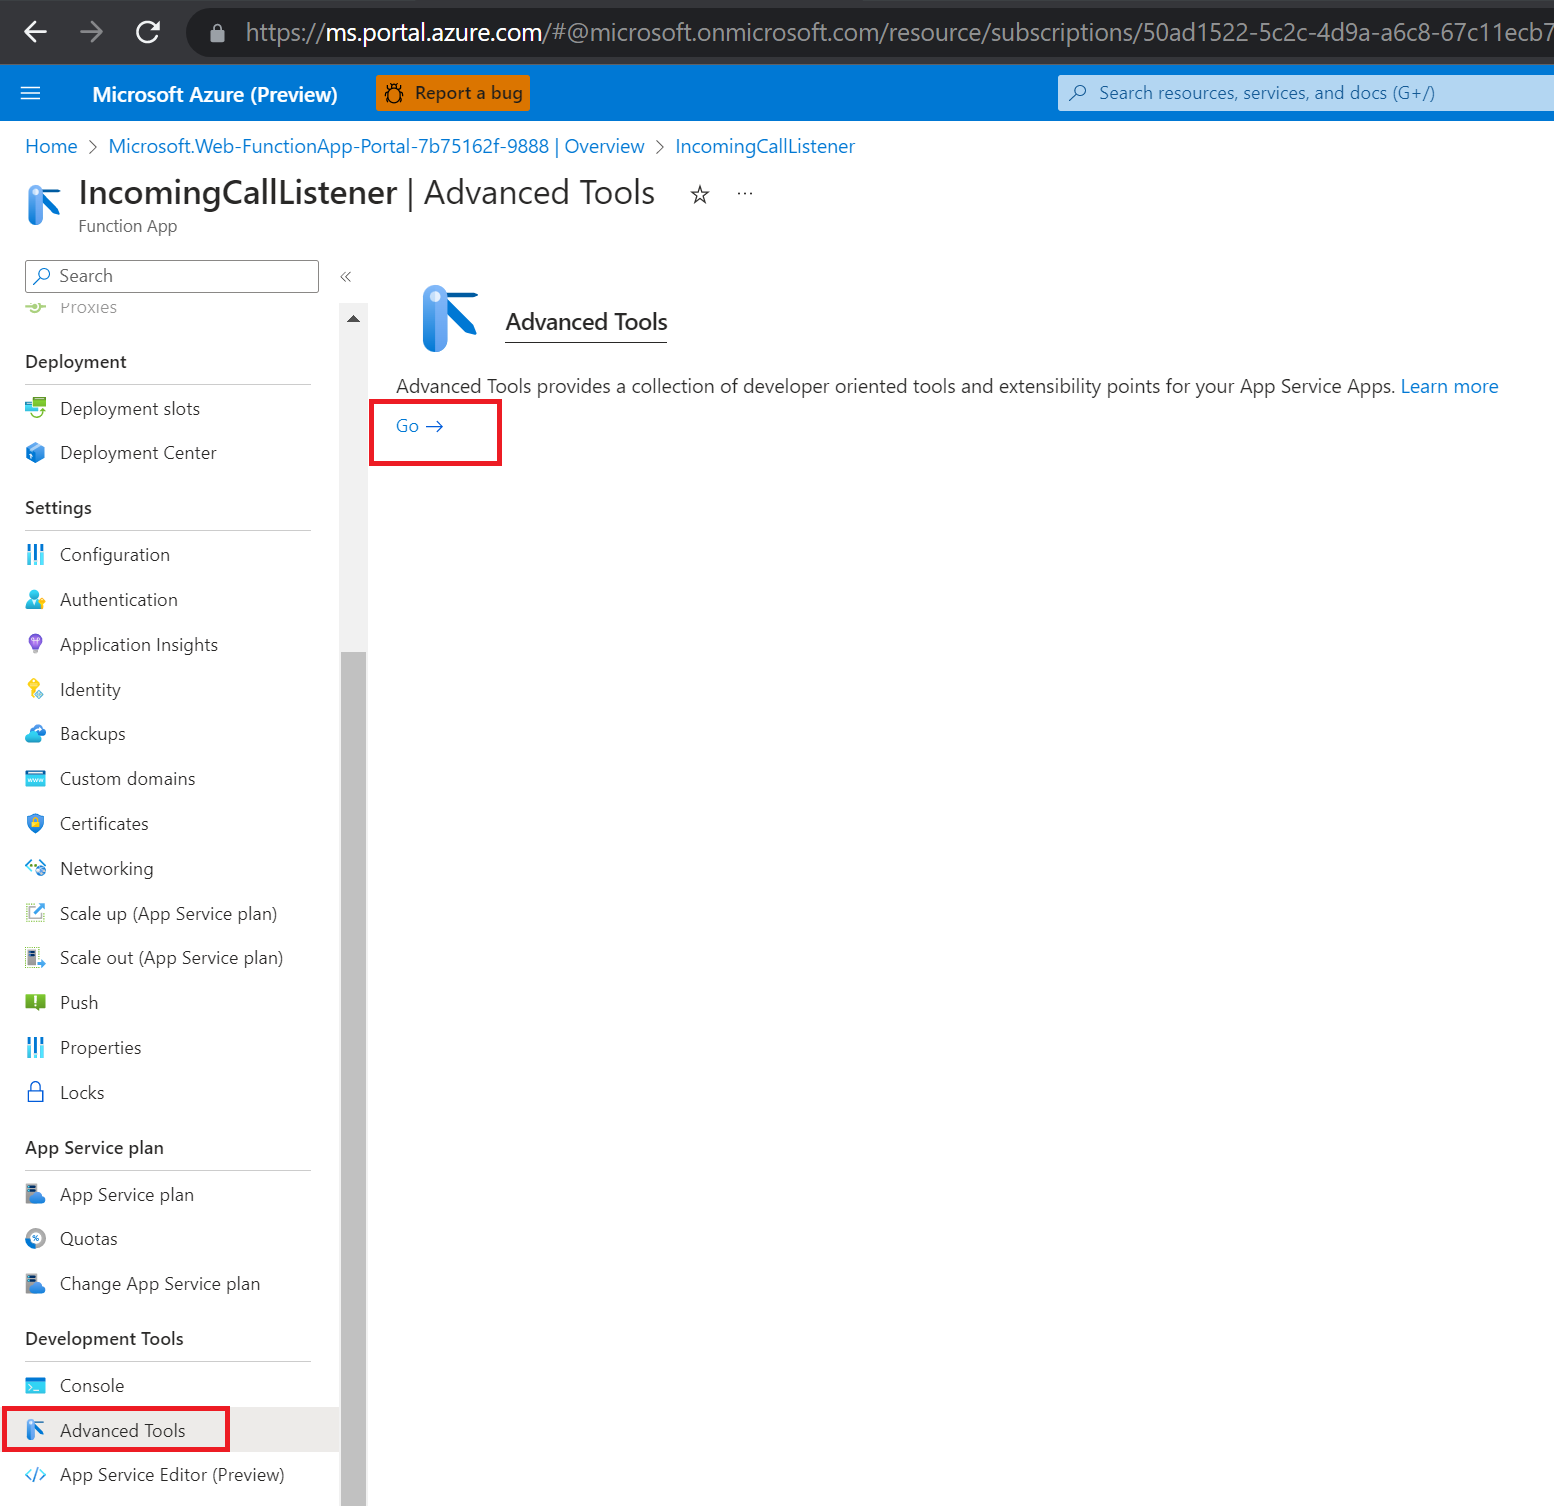 https://ms.portal.azure.com/#@microsoft.onmicrosoft.com/resource/subscriptions/50ad1522-5c2c-4d9a-a6c8-67c11ecb7
Microsoft Azure (Preview)
Report a bug
Search resources, services, and docs (G+/)
Home > Microsoft.Web-FunctionApp-Portal-7b75162f-9888 | Overview > IncomingCallListener
IncomingCallListener | Advanced Tools
Function App
Search
Proxies
Deployment
Deployment slots
Deployment Center
Settings
Configuration
Authentication
Application Insights
Identity
Backups
Custom domains
Certificates
Networking
Scale up (App Service plan)
Scale out (App Service plan)
Push
Properties
Locks
App Service plan
App Service plan
Quotas
Change App Service plan
Development Tools
Console
Advanced Tools
App Service Editor (Preview)
Advanced Tools
Advanced Tools provides a collection of developer oriented tools and extensibility points for your App Service Apps. Learn more
Go →